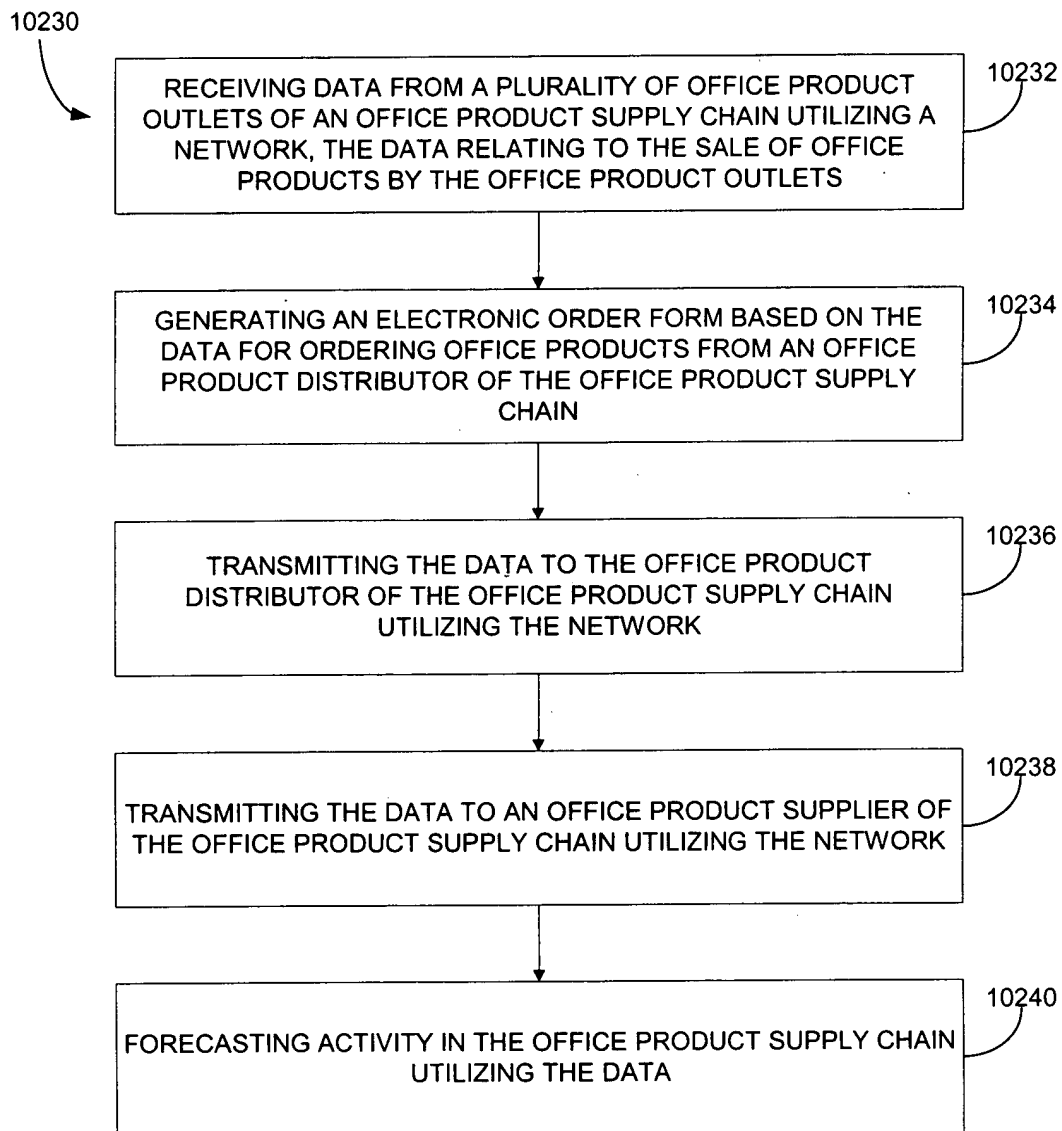 10230
RECEIVING DATA FROM A PLURALITY OF OFFICE PRODUCT
OUTLETS OF AN OFFICE PRODUCT SUPPLY CHAIN UTILIZING A
NETWORK, THE DATA RELATING TO THE SALE OF OFFICE
PRODUCTS BY THE OFFICE PRODUCT OUTLETS
10232
GENERATING AN ELECTRONIC ORDER FORM BASED ON THE
DATA FOR ORDERING OFFICE PRODUCTS FROM AN OFFICE
PRODUCT DISTRIBUTOR OF THE OFFICE PRODUCT SUPPLY
CHAIN
10234
TRANSMITTING THE DATA TO THE OFFICE PRODUCT
DISTRIBUTOR OF THE OFFICE PRODUCT SUPPLY CHAIN
UTILIZING THE NETWORK
10236
TRANSMITTING THE DATA TO AN OFFICE PRODUCT SUPPLIER OF
THE OFFICE PRODUCT SUPPLY CHAIN UTILIZING THE NETWORK
10238
FORECASTING ACTIVITY IN THE OFFICE PRODUCT SUPPLY CHAIN
UTILIZING THE DATA
10240